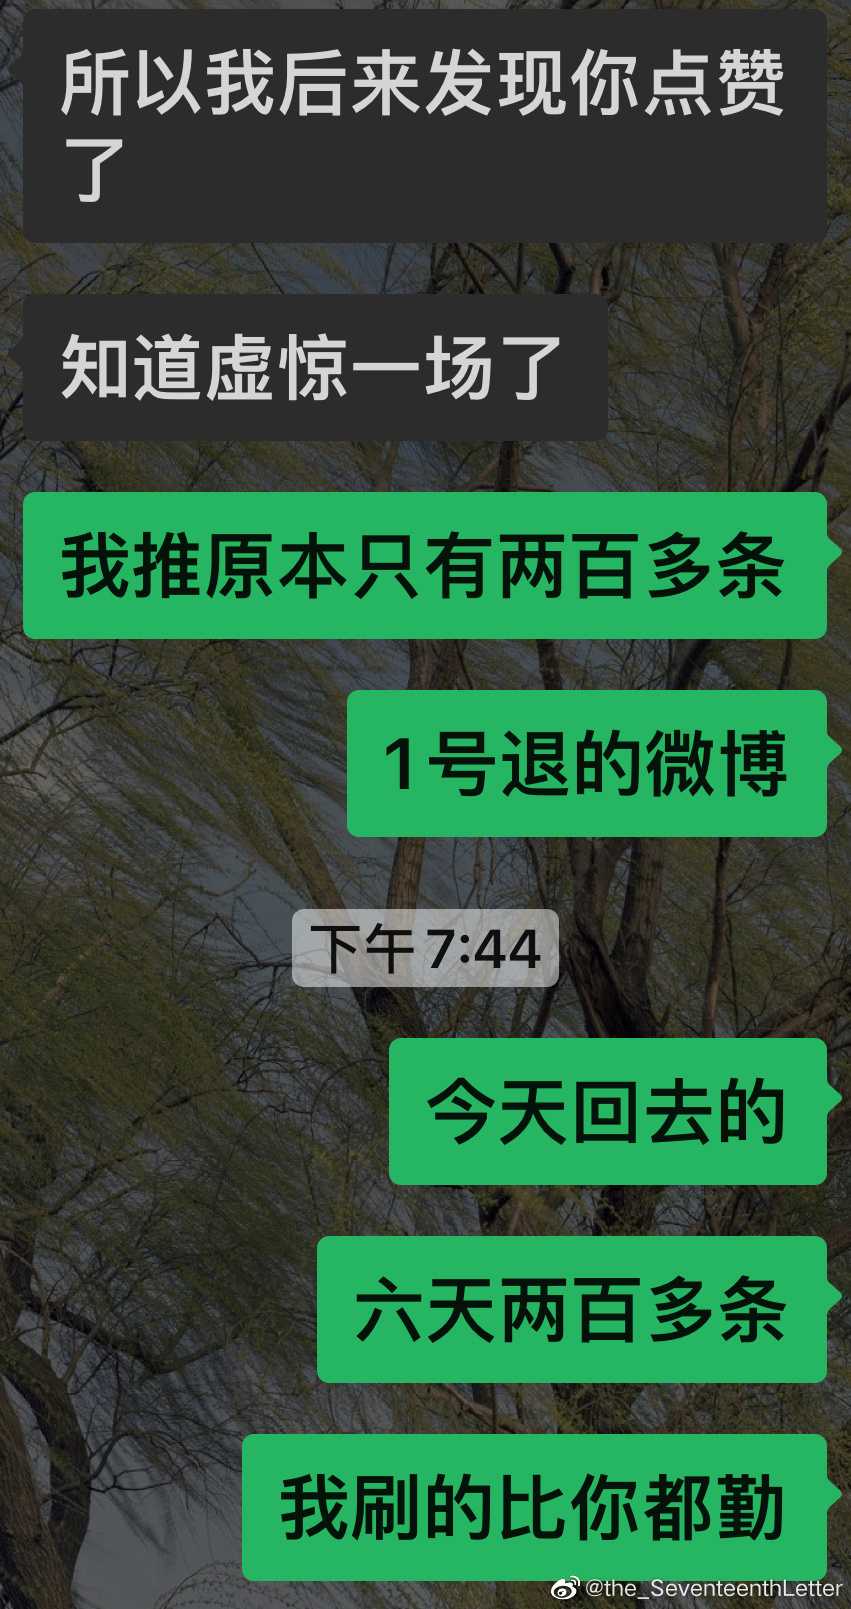 所以我后来发现你点赞
了
知道虚惊一场了
我推原本只有两百多条
1号退的微博
下午 7:44
今天回去的
六天两百多条
我刷的比你都勤
@the_SeventeenthLetter